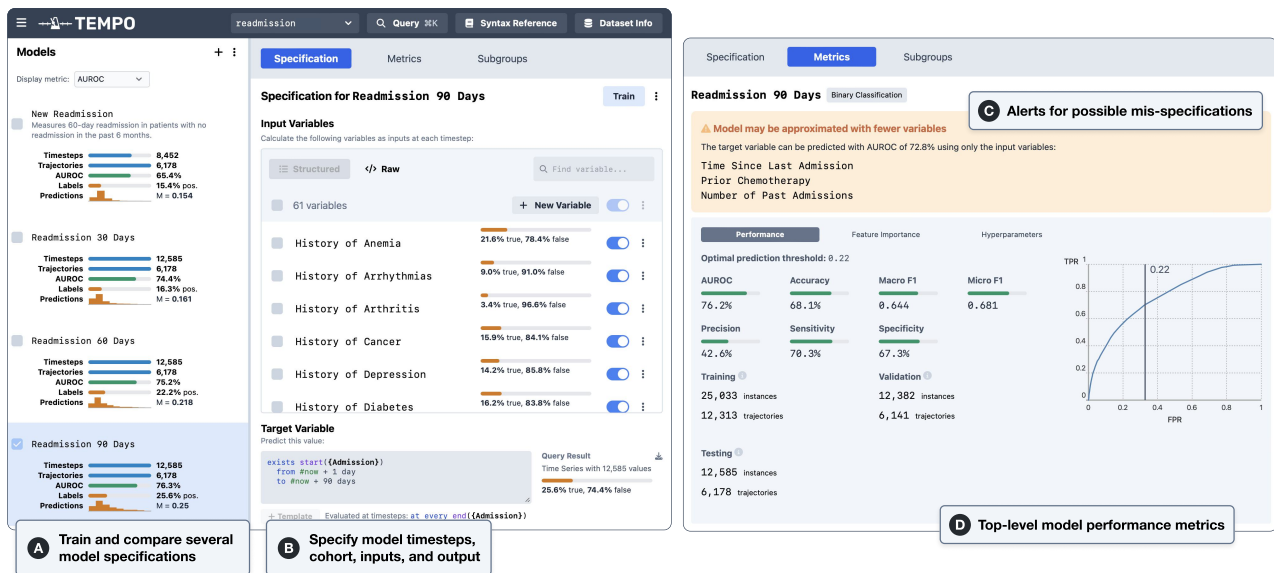 TEMPO
readmission
Query ⌘K
Syntax Reference
Dataset Info
Models
Display metric: AUROC
New Readmission
Measures 60-day readmission in patients with no
readmission in the past 6 months.
Timesteps 8,452
Trajectories 6,178
AUROC 65.4%
Labels 15.4% pos.
Predictions M = 0.154
Readmission 30 Days
Timesteps 12,585
Trajectories 6,178
AUROC 74.4%
Labels 16.3% pos.
Predictions M = 0.161
Readmission 60 Days
Timesteps 12,585
Trajectories 6,178
AUROC 75.2%
Labels 22.2% pos.
Predictions M = 0.218
Readmission 90 Days
Timesteps 12,585
Trajectories 6,178
AUROC 76.3%
Labels 25.6% pos.
Predictions M = 0.25
A Train and compare several
model specifications
Specification Metrics Subgroups
Specification for Readmission 90 Days Train
Input Variables
Calculate the following variables as inputs at each timestep:
Structured </> Raw Find variable...
61 variables + New Variable
History of Anemia 21.6% true, 78.4% false
History of Arrhythmias 9.0% true, 91.0% false
History of Arthritis 3.4% true, 96.6% false
History of Cancer 15.9% true, 84.1% false
History of Depression 14.2% true, 85.8% false
History of Diabetes 16.2% true, 83.8% false
Target Variable
Predict this value:
exists start({Admission})
from #now + 1 day
to #now + 90 days
Query Result
Time Series with 12,585 values
25.6% true, 74.4% false
+ Template Evaluated at timesteps: at every end({Admission})
B Specify model timesteps,
cohort, inputs, and output
Specification Metrics Subgroups
Readmission 90 Days Binary Classification
C Alerts for possible mis-specifications
Model may be approximated with fewer variables
The target variable can be predicted with AUROC of 72.8% using only the input variables:
Time Since Last Admission
Prior Chemotherapy
Number of Past Admissions
Performance Feature Importance Hyperparameters
Optimal prediction threshold: 0.22
AUROC Accuracy Macro F1 Micro F1
76.2% 68.1% 0.644 0.681
Precision Sensitivity Specificity
42.6% 70.3% 67.3%
Training Validation
25,033 instances 12,382 instances
12,313 trajectories 6,141 trajectories
Testing
12,585 instances
6,178 trajectories
TPR 1
0.22
0.8
0.6
0.4
0.2
0
0 0.2 0.4 0.6 0.8 1
FPR
D Top-level model performance metrics